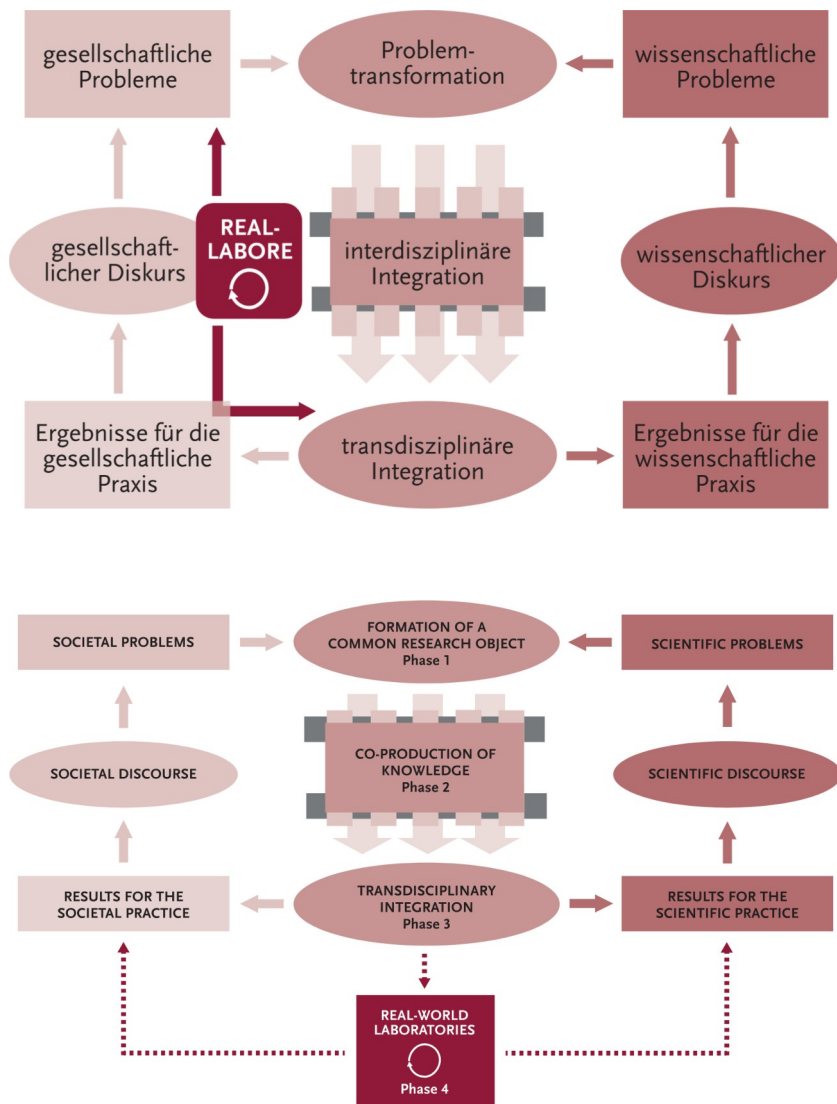 gesellschaftliche
Probleme
Problem-
transformation
wissenschaftliche
Probleme
gesellschaft-
licher Diskurs
REAL-
LABORE
interdisziplinäre
Integration
wissenschaftlicher
Diskurs
Ergebnisse für die
gesellschaftliche
Praxis
transdisziplinäre
Integration
Ergebnisse für die
wissenschaftliche
Praxis
SOCIETAL PROBLEMS
FORMATION OF A
COMMON RESEARCH OBJECT
Phase 1
SCIENTIFIC PROBLEMS
SOCIETAL DISCOURSE
CO-PRODUCTION OF
KNOWLEDGE
Phase 2
SCIENTIFIC DISCOURSE
RESULTS FOR THE
SOCIETAL PRACTICE
TRANSDISCIPLINARY
INTEGRATION
Phase 3
RESULTS FOR THE
SCIENTIFIC PRACTICE
REAL-WORLD
LABORATORIES
Phase 4